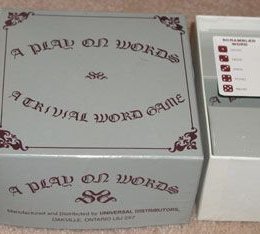 A PLAY ON WORDS
A TRIVIAL WORD GAME
A PLAY ON WORDS
Manufactured and Distributed by UNIVERSAL DISTRIBUTORS,
OAKVILLE, ONTARIO
SCRAMBLED
WORD